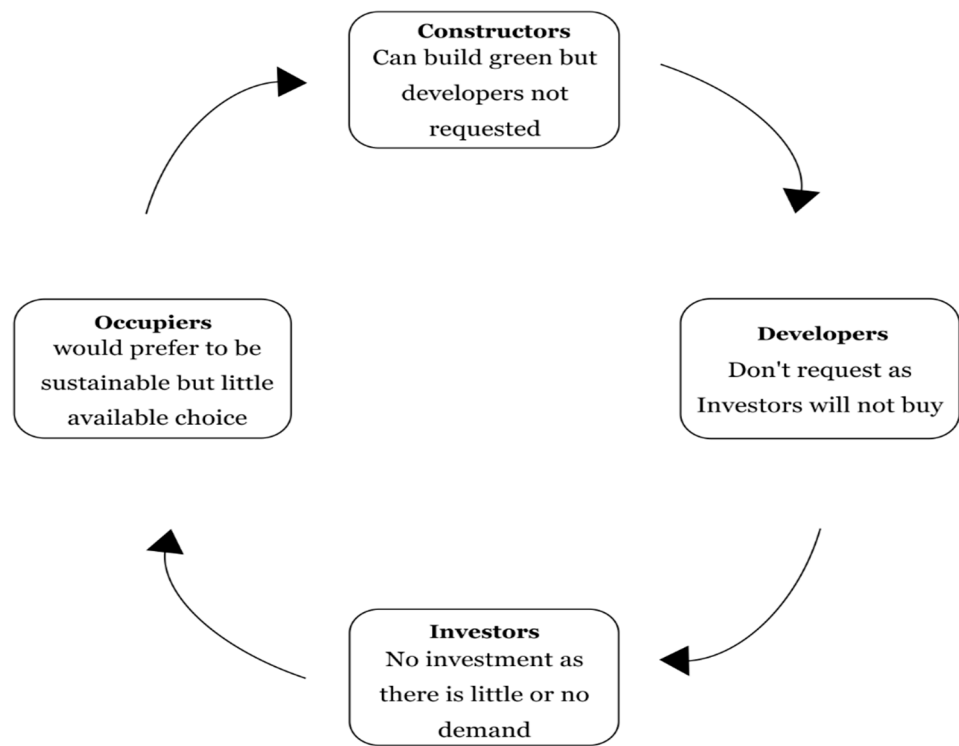 Constructors
Can build green but
developers not
requested
Occupiers
would prefer to be
sustainable but little
available choice
Developers
Don't request as
Investors will not buy
Investors
No investment as
there is little or no
demand